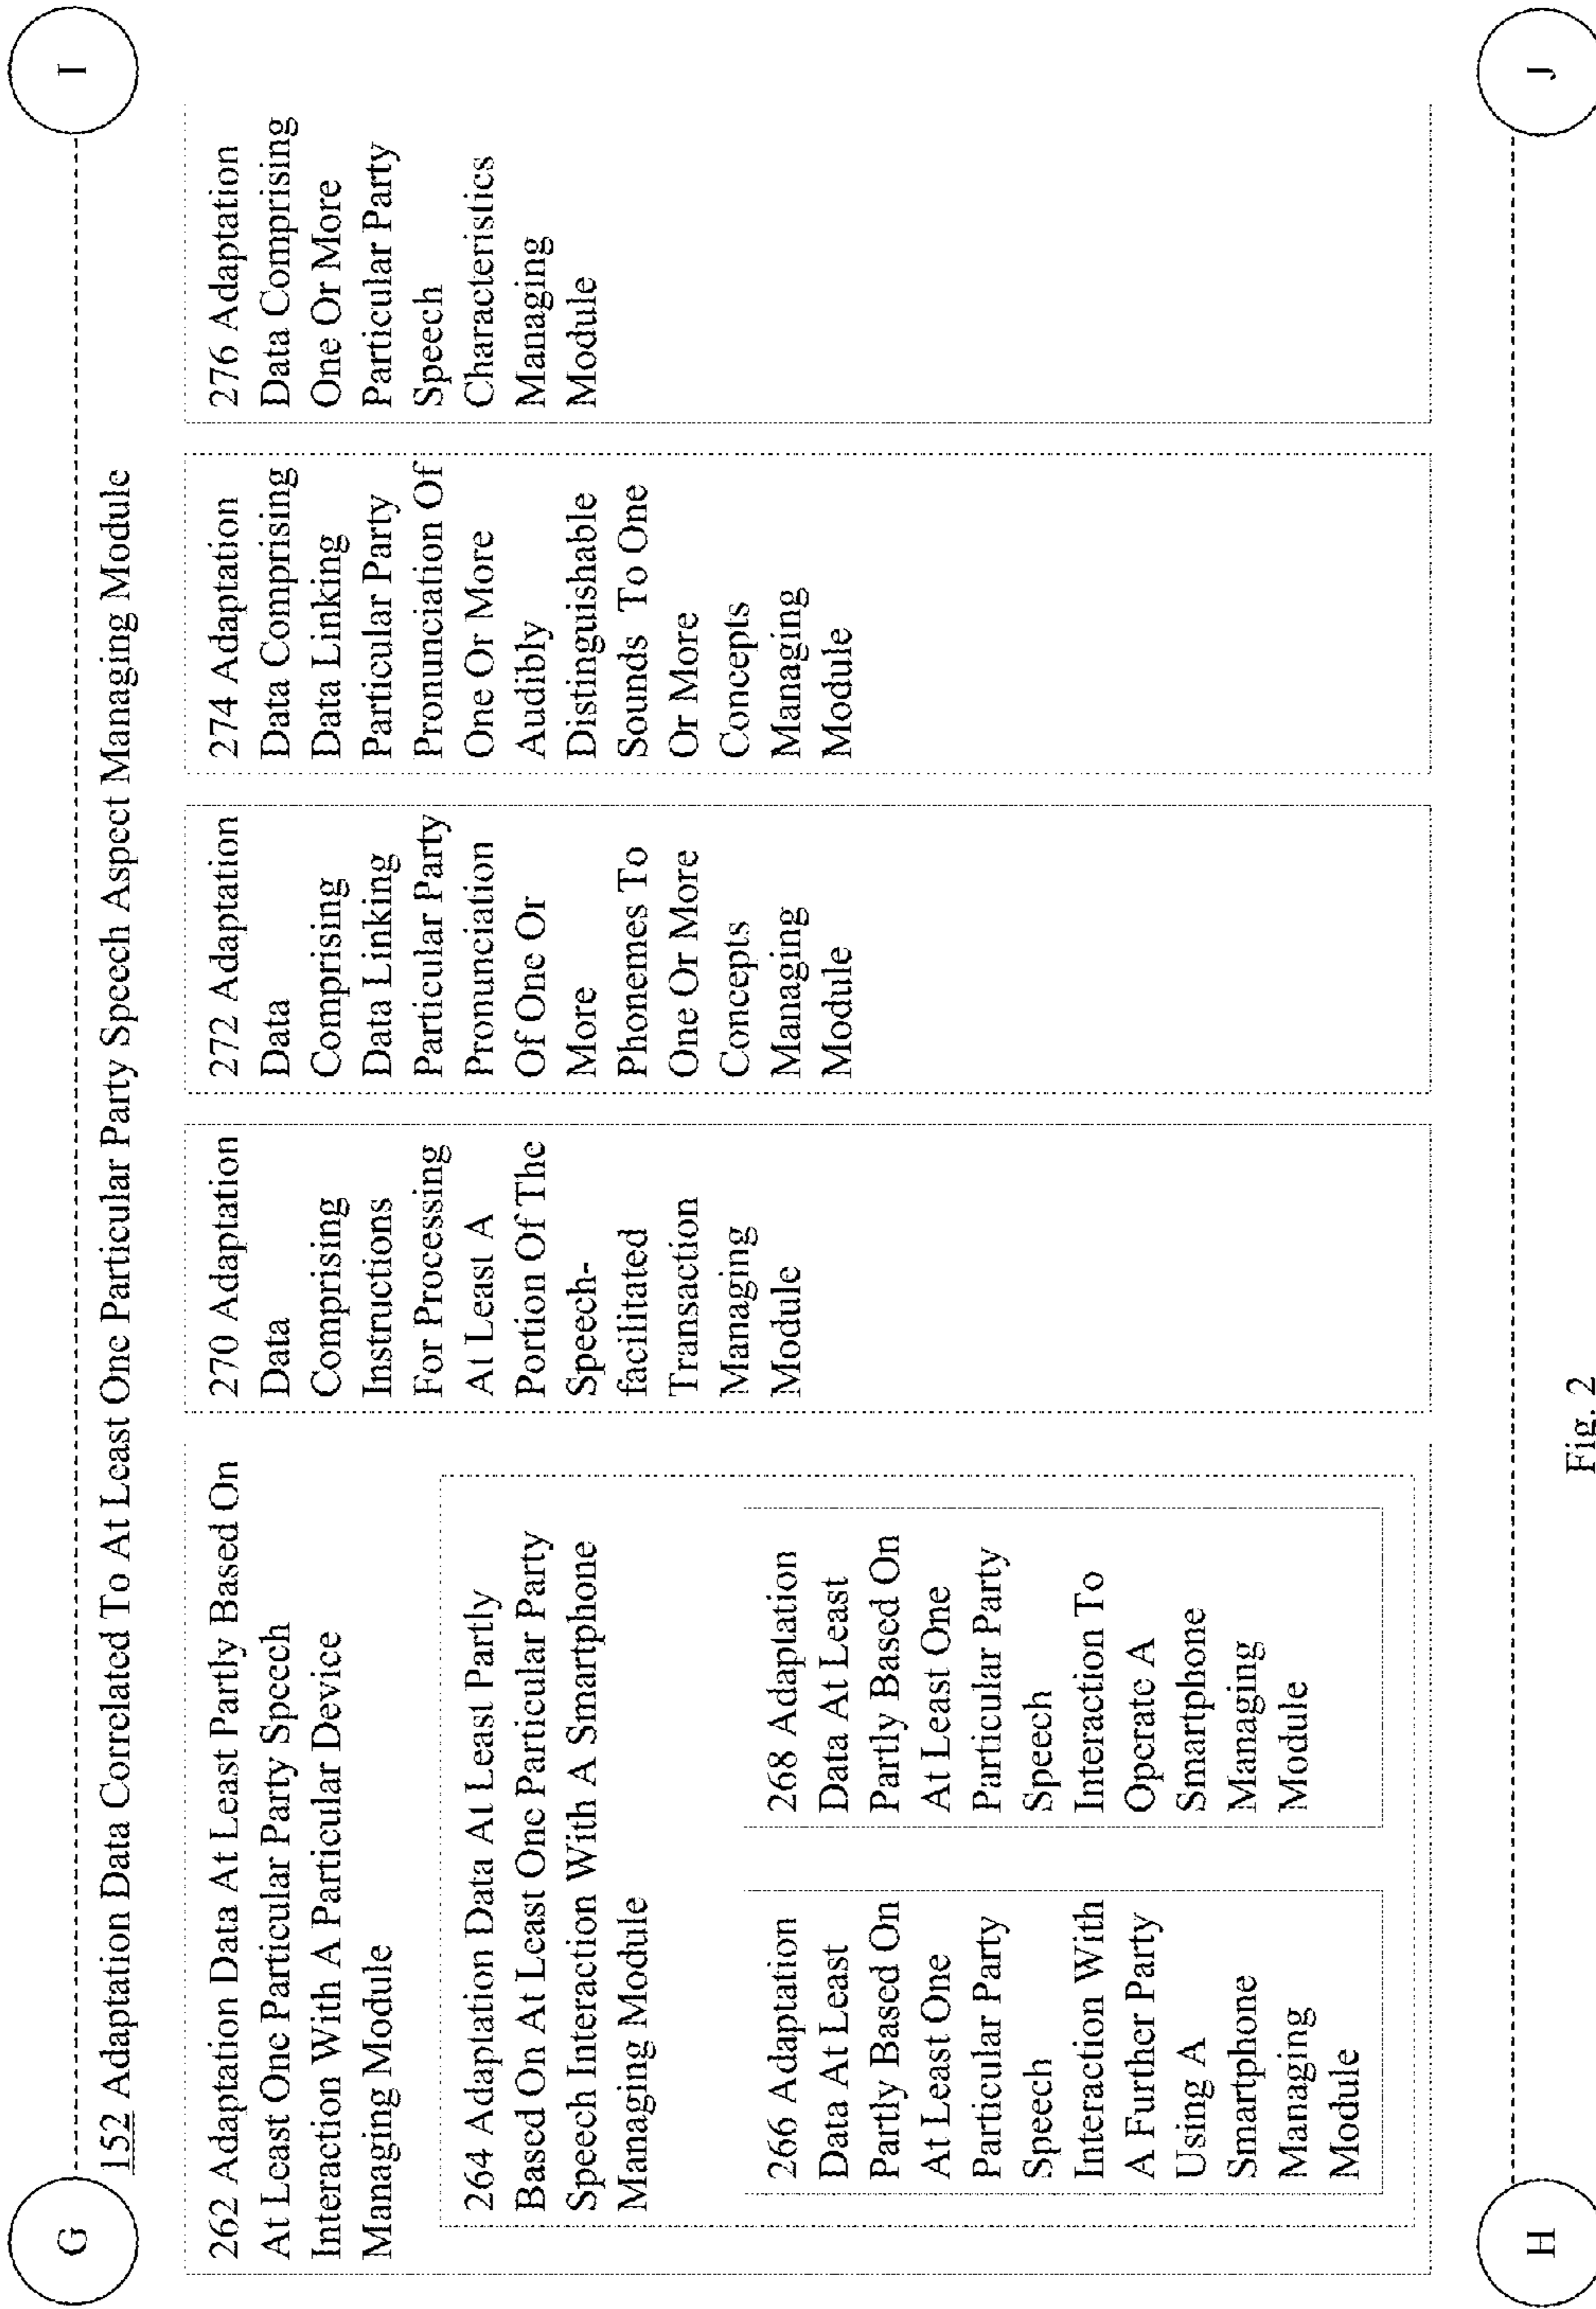 G
I
152 Adaptation Data Correlated To At Least One Particular Party Speech Aspect Managing Module
262 Adaptation Data At Least Partly Based On
At Least One Particular Party Speech
Interaction With A Particular Device
Managing Module
264 Adaptation Data At Least Partly
Based On At Least One Particular Party
Speech Interaction With A Smartphone
Managing Module
266 Adaptation
Data At Least
Partly Based On
At Least One
Particular Party
Speech
Interaction With
A Further Party
Using A
Smartphone
Managing
Module
268 Adaptation
Data At Least
Partly Based On
At Least One
Particular Party
Speech
Interaction To
Operate A
Smartphone
Managing
Module
270 Adaptation
Data
Comprising
Instructions
For Processing
At Least A
Portion Of The
Speech-
facilitated
Transaction
Managing
Module
272 Adaptation
Data
Comprising
Data Linking
Particular Party
Pronunciation
Of One Or
More
Phonemes To
One Or More
Concepts
Managing
Module
274 Adaptation
Data Comprising
Data Linking
Particular Party
Pronunciation Of
One Or More
Audibly
Distinguishable
Sounds To One
Or More
Concepts
Managing
Module
276 Adaptation
Data Comprising
One Or More
Particular Party
Speech
Characteristics
Managing
Module
H
J
Fig. 2